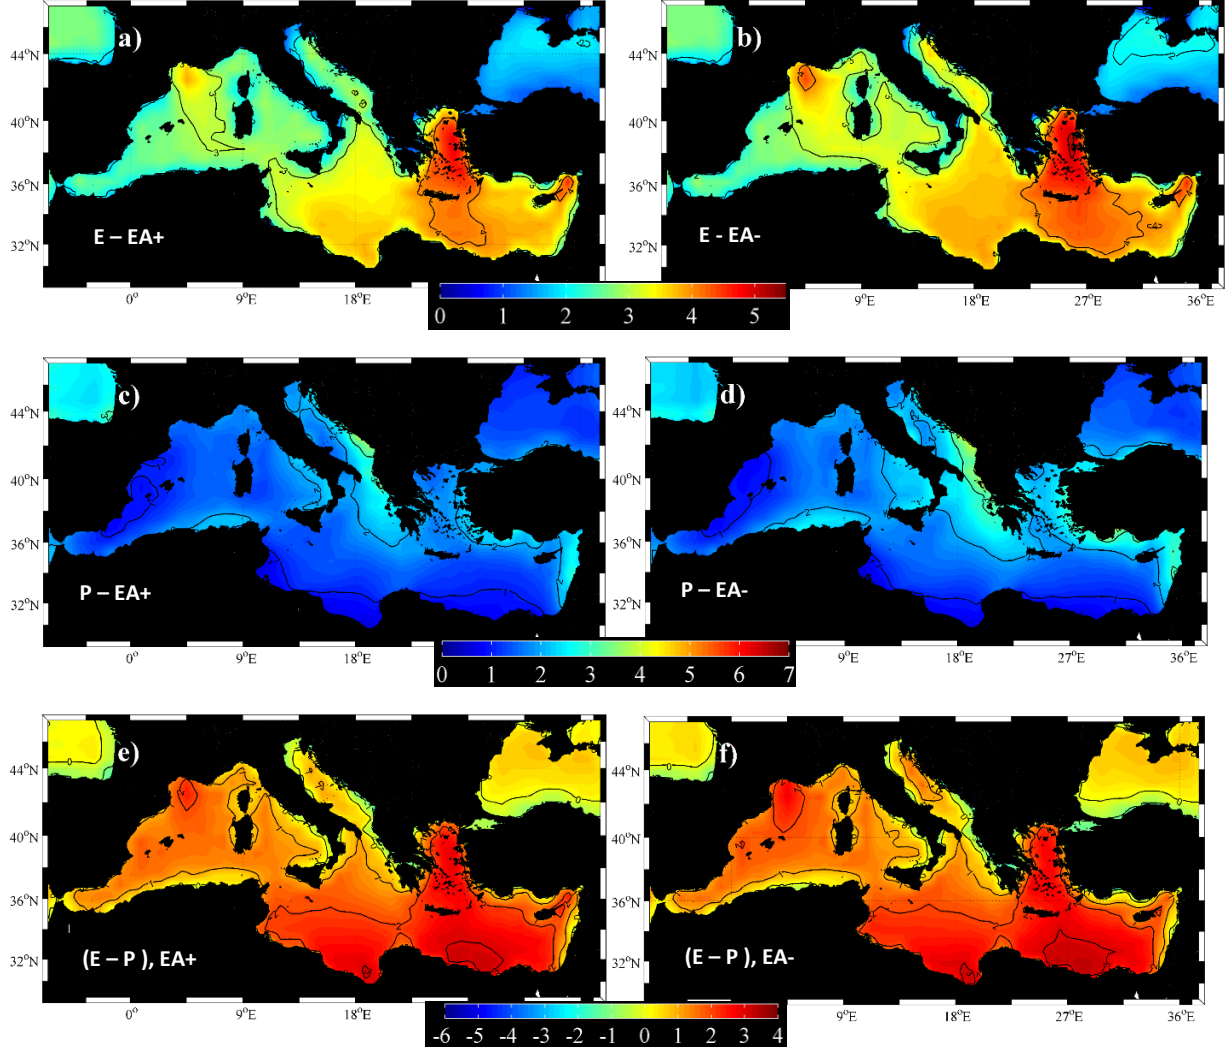 a)
b)
44°N
40°N
36°N
32°N
E – EA+
44°N
40°N
36°N
32°N
E - EA-
0°
9°E
18°E
9°E
18°E
27°E
36°E
0 1 2 3 4 5
c)
d)
44°N
40°N
36°N
32°N
P – EA+
44°N
40°N
36°N
32°N
P – EA-
0°
9°E
18°E
9°E
18°E
27°E
36°E
0 1 2 3 4 5 6 7
e)
f)
44°N
40°N
36°N
32°N
(E – P ), EA+
44°N
40°N
36°N
32°N
(E – P ), EA-
0°
9°E
18°E
9°E
18°E
27°E
36°E
-6 -5 -4 -3 -2 -1 0 1 2 3 4